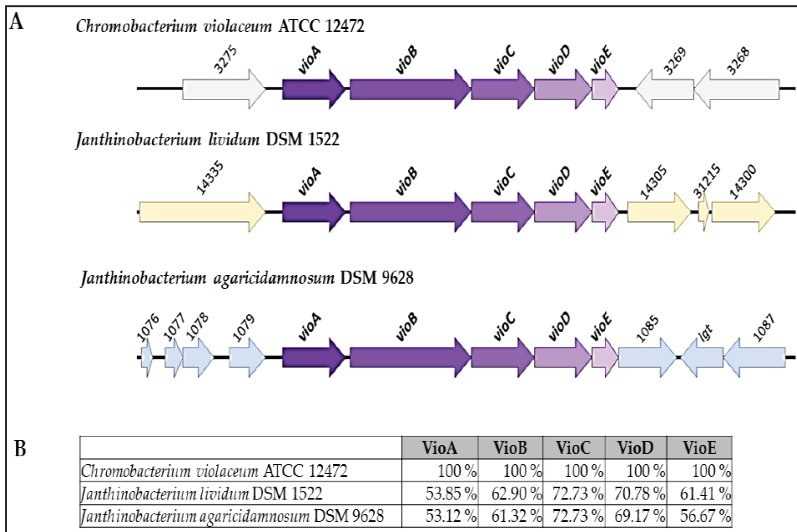 A
Chromobacterium violaceum ATCC 12472
3275 vioA vioB vioC vioD vioE 3269 3268
Janthinobacterium lividum DSM 1522
14335 vioA vioB vioC vioD vioE 14305 31215 14300
Janthinobacterium agaricidamnosum DSM 9628
1076 1077 1078 1079 vioA vioB vioC vioD vioE 1085 lgt 1087
B
VioA VioB VioC VioD VioE
Chromobacterium violaceum ATCC 12472 100 % 100 % 100 % 100 % 100 %
Janthinobacterium lividum DSM 1522 53.85 % 62.90 % 72.73 % 70.78 % 61.41 %
Janthinobacterium agaricidamnosum DSM 9628 53.12 % 61.32 % 72.73 % 69.17 % 56.67 %